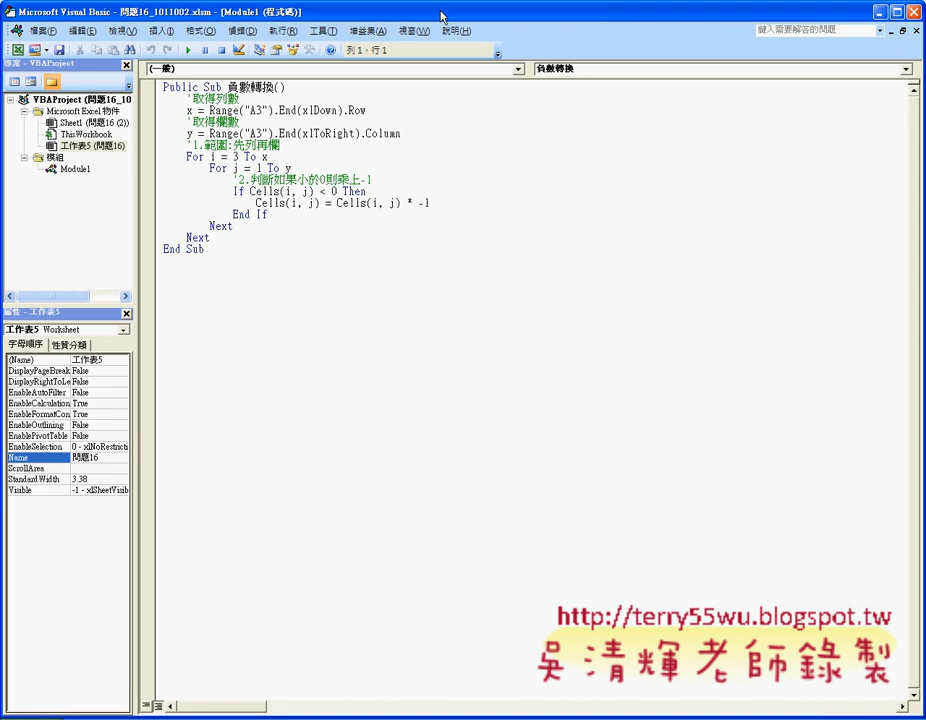 Microsoft Visual Basic - 問題16_1011002.xlsm - [Module1 (程式碼)]
檔案(F) 編輯(E) 檢視(V) 插入(I) 格式(O) 偵錯(D) 執行(R) 工具(T) 增益集(A) 視窗(W) 說明(H)
鍵入需要解答的問題
列 1，行 1
專案 - VBAProject
(一般)
負數轉換
VBAProject (問題16_10
Microsoft Excel 物件
Sheet1 (問題16 (2))
ThisWorkbook
工作表5 (問題16)
模組
Module1
Public Sub 負數轉換()
'取得列數
x = Range("A3").End(xlDown).Row
'取得欄數
y = Range("A3").End(xlToRight).Column
'1.範圍:先列再欄
For i = 3 To x
For j = 1 To y
'2.判斷如果小於0則乘上-1
If Cells(i, j) < 0 Then
Cells(i, j) = Cells(i, j) * -1
End If
Next
Next
End Sub
屬性 - 工作表5
工作表5 Worksheet
字母順序 性質分類
(Name) 工作表5
DisplayPageBreak False
DisplayRightToLe False
EnableAutoFilter False
EnableCalculation True
EnableFormatCon True
EnableOutlining False
EnablePivotTable False
EnableSelection 0 - xlNoRestricti
Name 問題16
ScrollArea
StandardWidth 3.38
Visible -1 - xlSheetVisib
http://terry55wu.blogspot.tw
吳清輝老師錄製